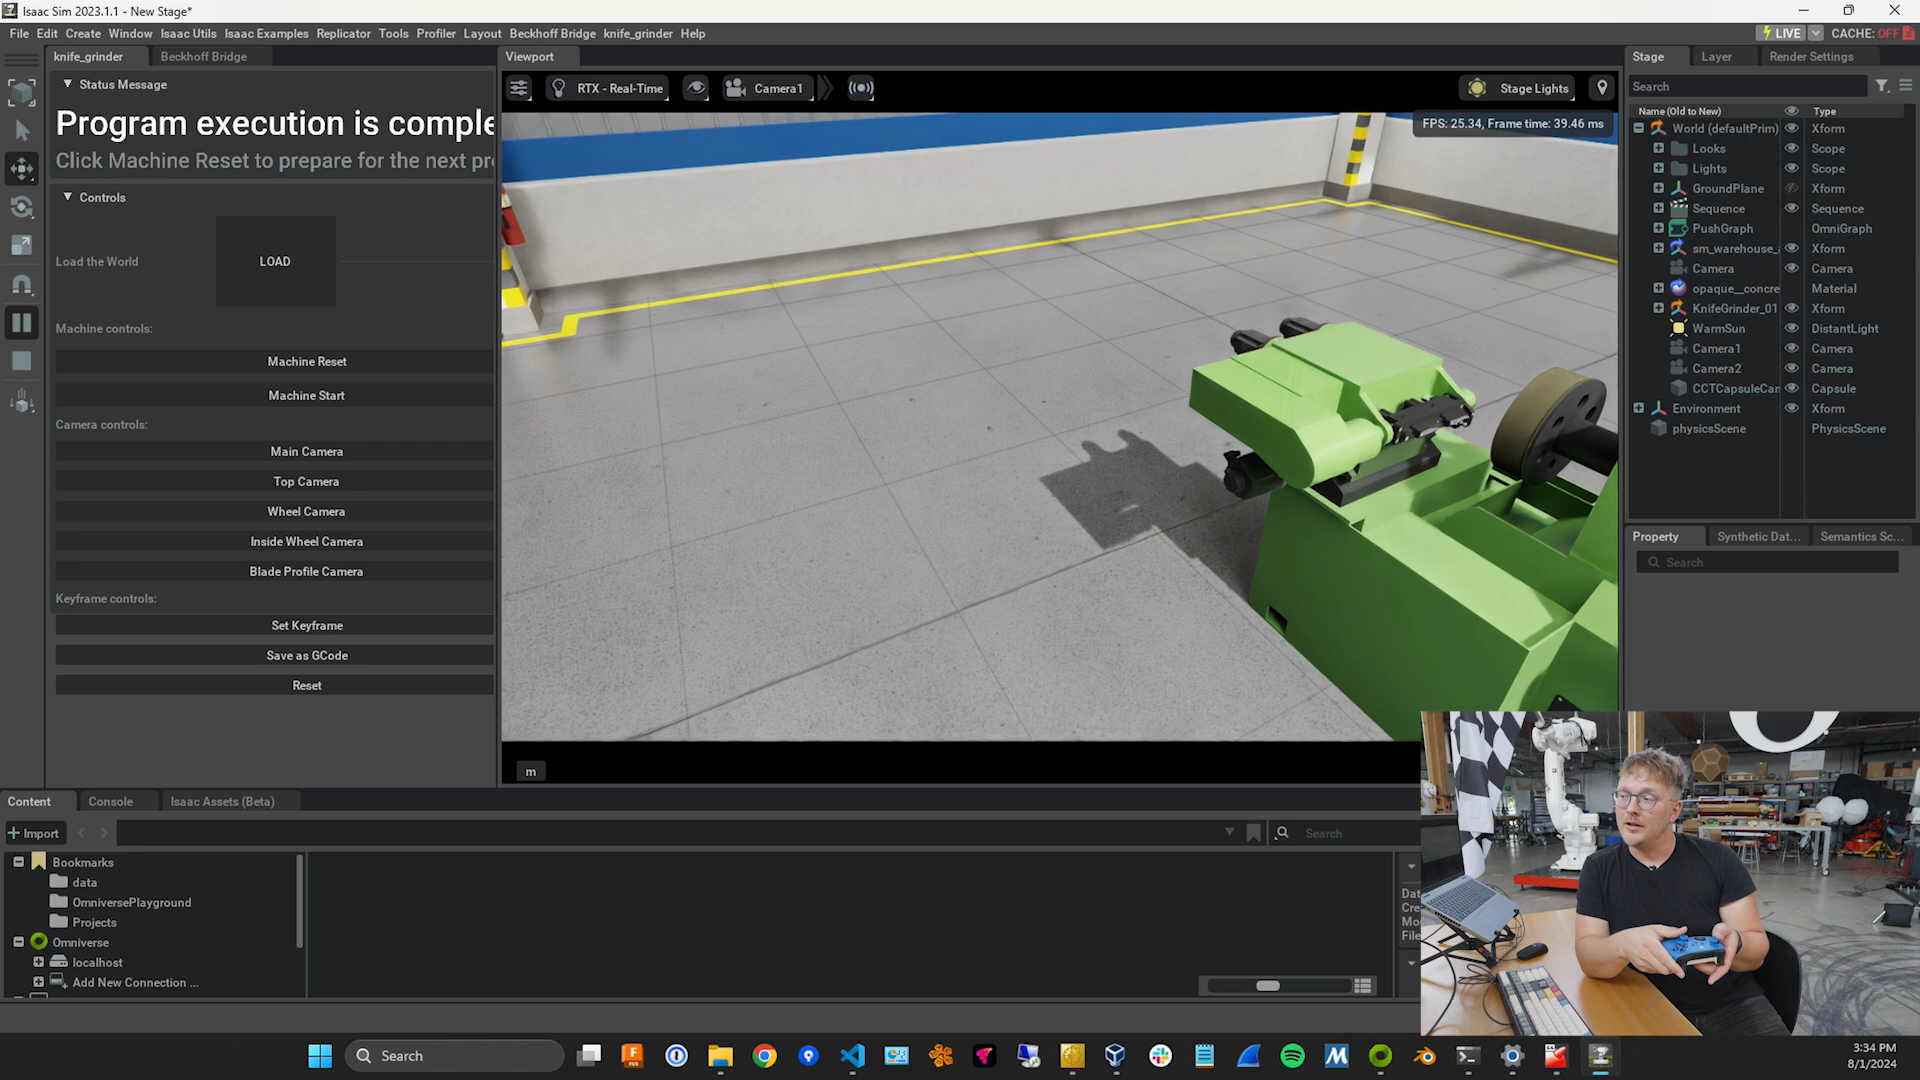 Isaac Sim 2023.1.1 - New Stage*
File Edit Create Window Isaac Utils Isaac Examples Replicator Tools Profiler Layout Beckhoff Bridge knife_grinder Help
LIVE
CACHE: OFF
knife_grinder
Beckhoff Bridge
Status Message
Program execution is comple
Click Machine Reset to prepare for the next pr
Controls
Load the World
LOAD
Machine controls:
Machine Reset
Machine Start
Camera controls:
Main Camera
Top Camera
Wheel Camera
Inside Wheel Camera
Blade Profile Camera
Keyframe controls:
Set Keyframe
Save as GCode
Reset
Viewport
RTX - Real-Time
Camera1
Stage Lights
FPS: 25.34, Frame time: 39.46 ms
m
Stage
Layer
Render Settings
Search
Name (Old to New)
Type
World (defaultPrim) Xform
Looks Scope
Lights Scope
GroundPlane Xform
Sequence Sequence
PushGraph OmniGraph
sm_warehouse_ Xform
Camera Camera
opaque__concre Material
KnifeGrinder_01 Xform
WarmSun DistantLight
Camera1 Camera
Camera2 Camera
CCTCapsuleCar Capsule
Environment Xform
physicsScene PhysicsScene
Property
Synthetic Dat...
Semantics Sc...
Search
Content
Console
Isaac Assets (Beta)
Import
Search
Bookmarks
data
OmniversePlayground
Projects
Omniverse
localhost
Add New Connection ...
Dat
Cre
Mo
File
Search
3:34 PM
8/1/2024